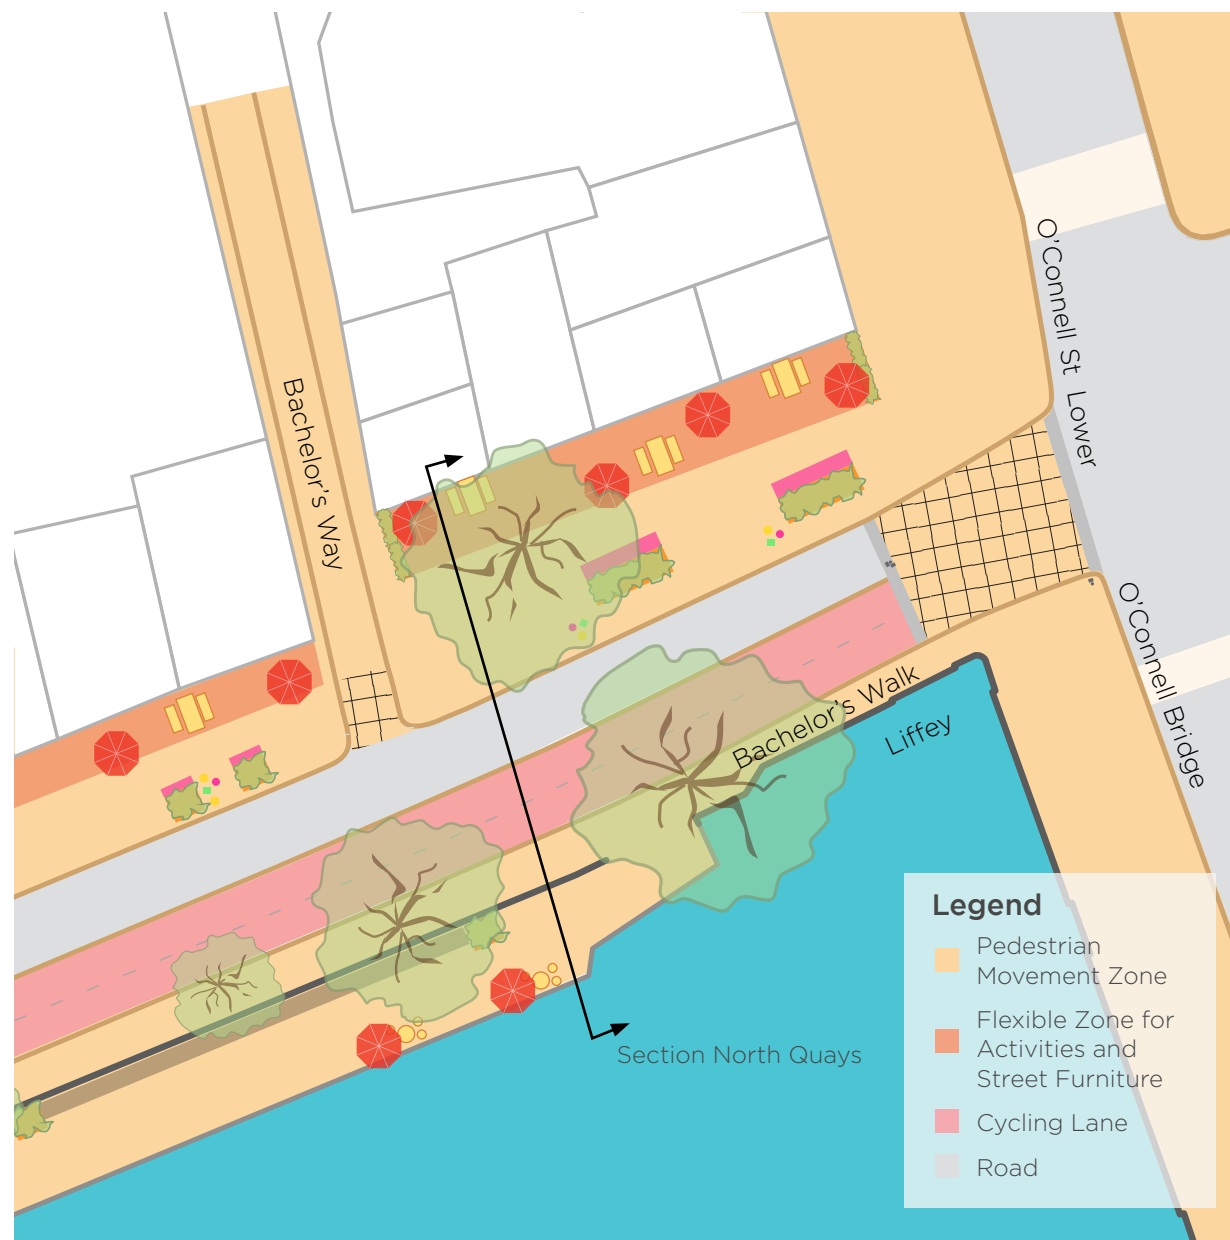 O'Connell St Lower
Bachelor's Way
O'Connell Bridge
Bachelor's Walk
Liffey
Section North Quays
Legend
Pedestrian
Movement Zone
Flexible Zone for
Activities and
Street Furniture
Cycling Lane
Road